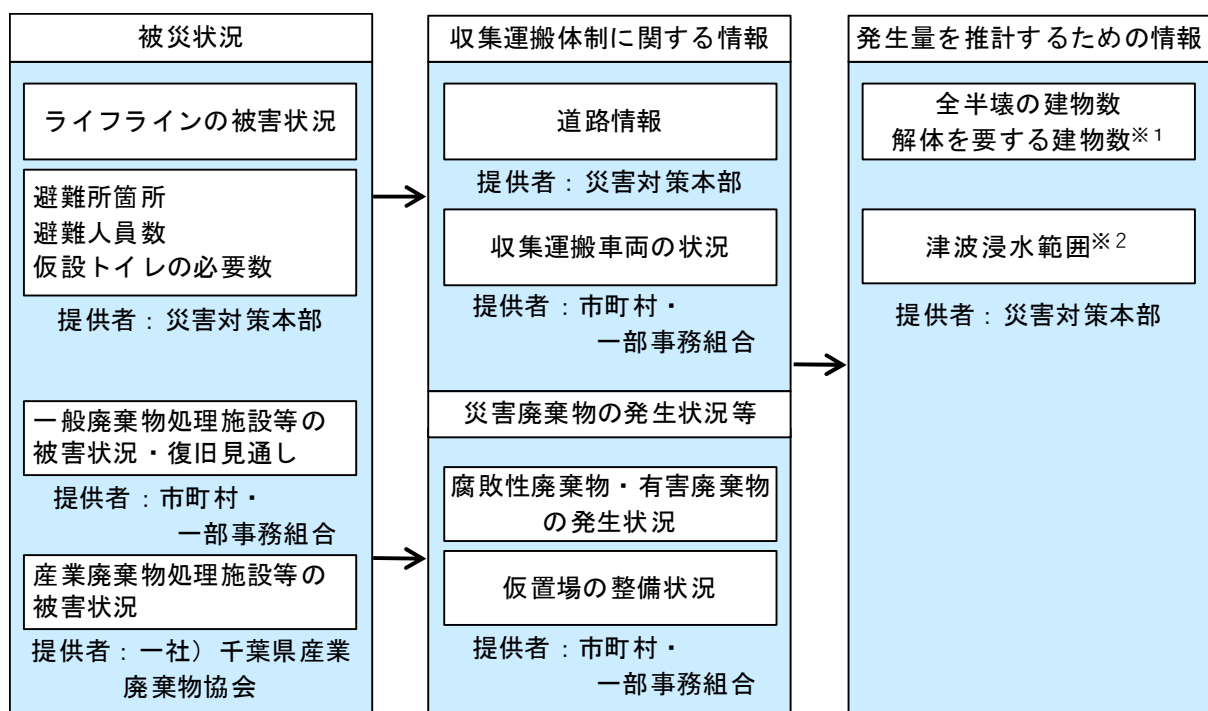 被災状況
ライフラインの被害状況
避難所箇所
避難人員数
仮設トイレの必要数
提供者：災害対策本部
一般廃棄物処理施設等の
被害状況・復旧見通し
提供者：市町村・
一部事務組合
産業廃棄物処理施設等の
被害状況
提供者：一社）千葉県産業
廃棄物協会
収集運搬体制に関する情報
道路情報
提供者：災害対策本部
収集運搬車両の状況
提供者：市町村・
一部事務組合
災害廃棄物の発生状況等
腐敗性廃棄物・有害廃棄物
の発生状況
仮置場の整備状況
提供者：市町村・
一部事務組合
発生量を推計するための情報
全半壊の建物数
解体を要する建物数※1
津波浸水範囲※2
提供者：災害対策本部